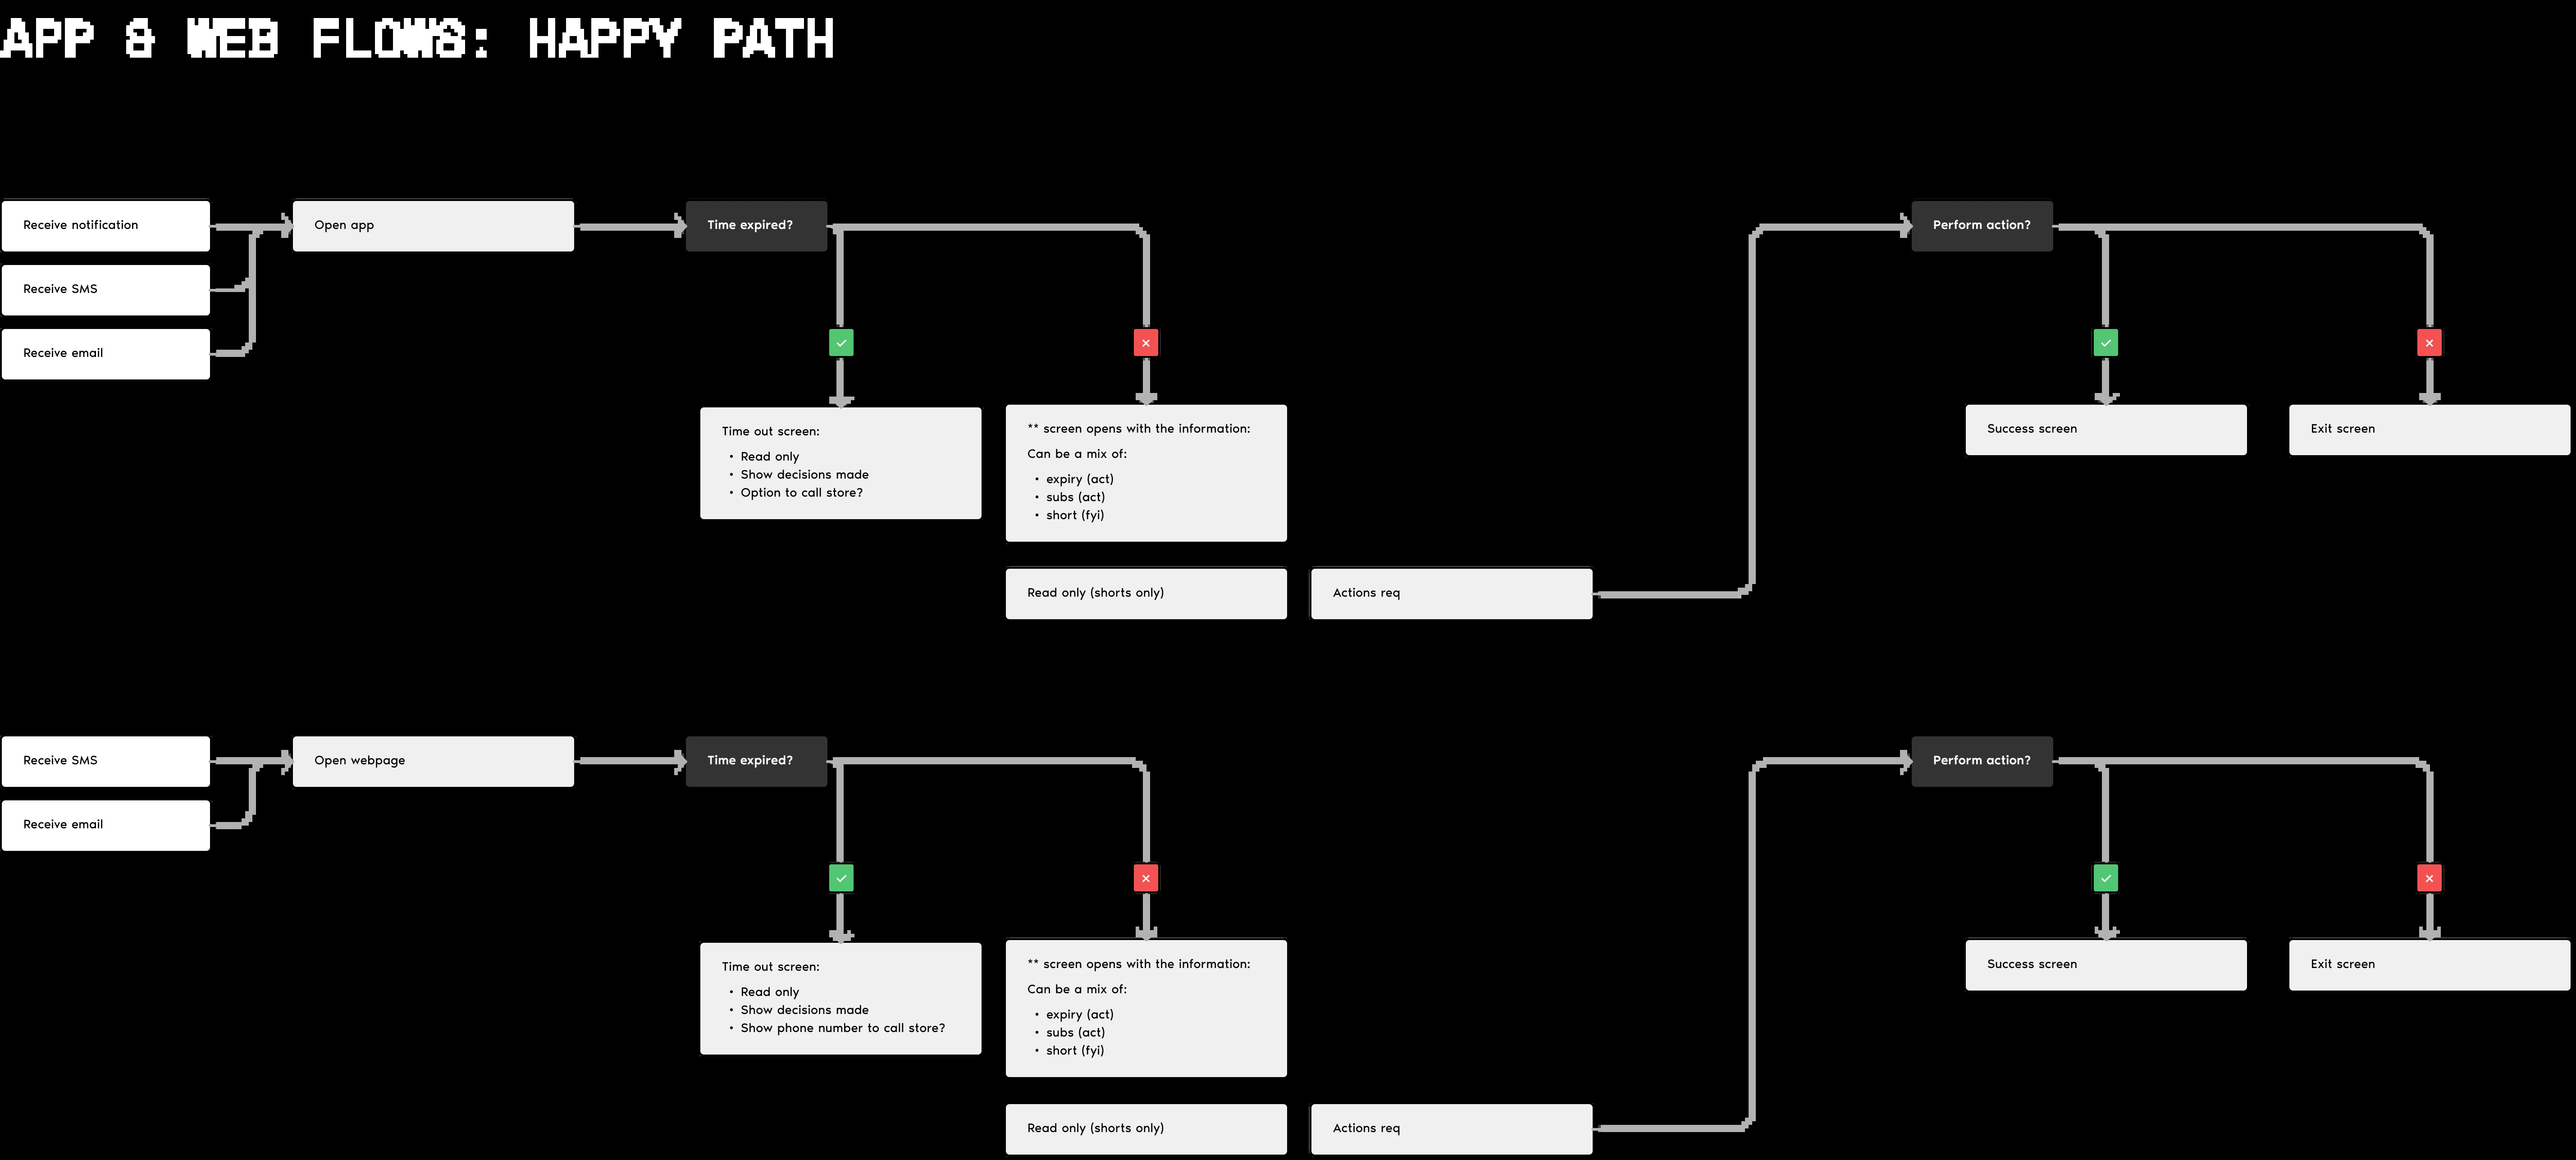 APP & WEB FLOWS: HAPPY PATH
Receive notification
Receive SMS
Receive email
Open app
Time expired?
Time out screen:
• Read only
• Show decisions made
• Option to call store?
** screen opens with the information:
Can be a mix of:
• expiry (act)
• subs (act)
• short (fyi)
Read only (shorts only)
Actions req
Perform action?
Success screen
Exit screen
Receive SMS
Receive email
Open webpage
Time expired?
Time out screen:
• Read only
• Show decisions made
• Show phone number to call store?
** screen opens with the information:
Can be a mix of:
• expiry (act)
• subs (act)
• short (fyi)
Read only (shorts only)
Actions req
Perform action?
Success screen
Exit screen